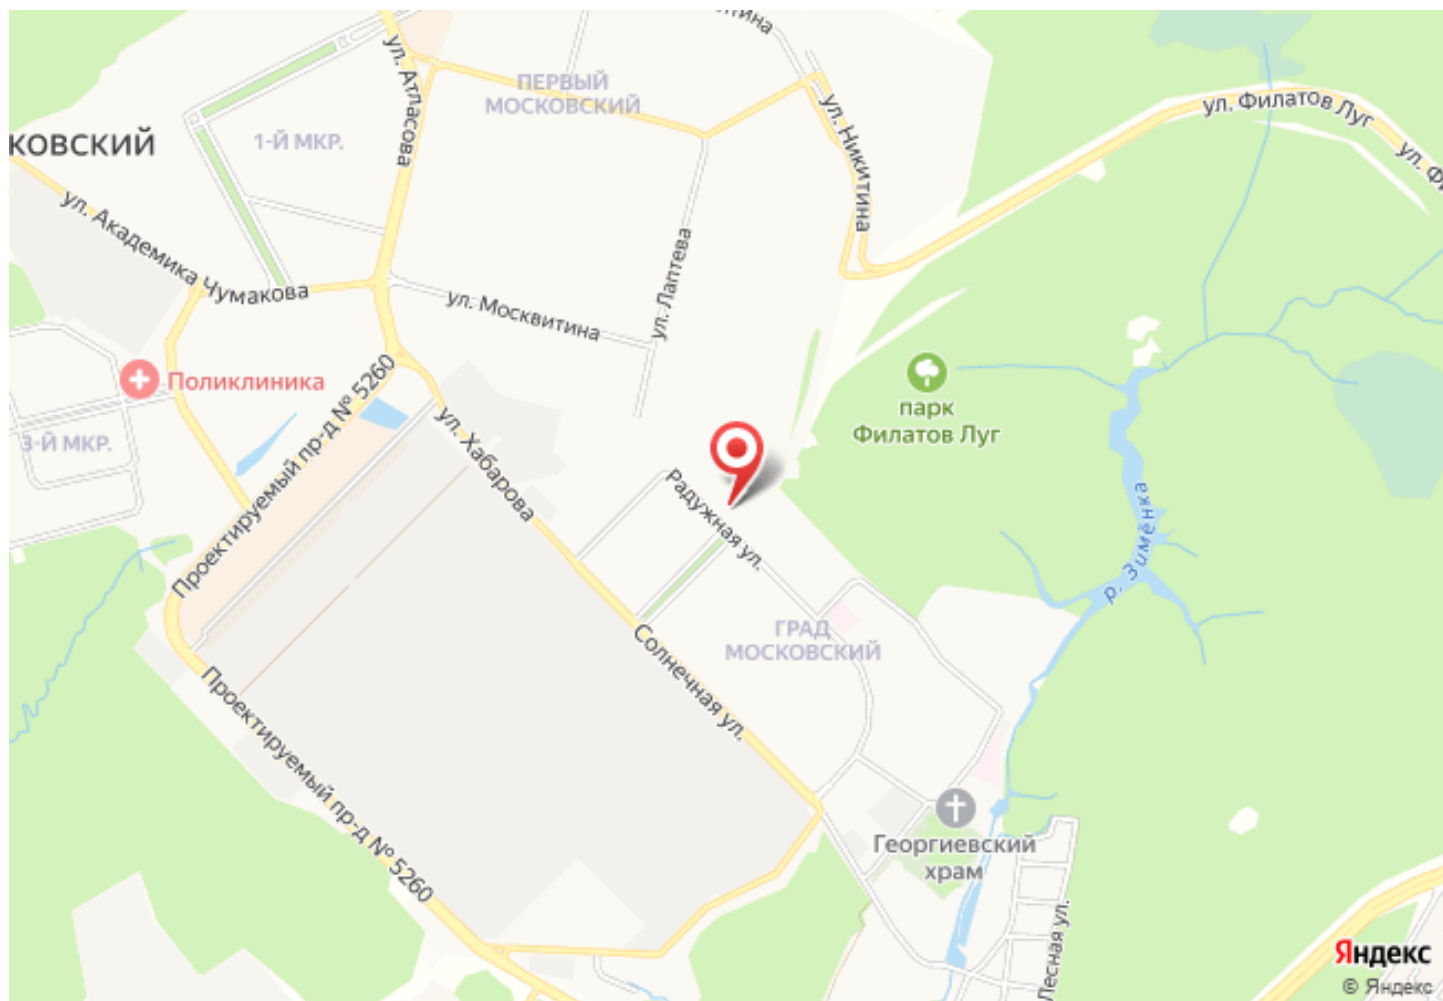 ул. Атласова
ПЕРВЫЙ
МОСКОВСКИЙ
ул. Филатов Луг
КОВСКИЙ
1-Й МКР.
ул. Никитина
ул. Академика Чумакова
ул. Лаптева
ул. Москвитина
Поликлиника
Проектируемый пр-д № 5260
парк
Филатов Луг
3-Й МКР.
ул. Хабарова
Радужная ул.
р. Зимёнка
ГРАД
МОСКОВСКИЙ
Солнечная ул.
Проектируемый пр-д № 5260
Георгиевский
храм
Лесная ул.
Яндекс
© Яндекс